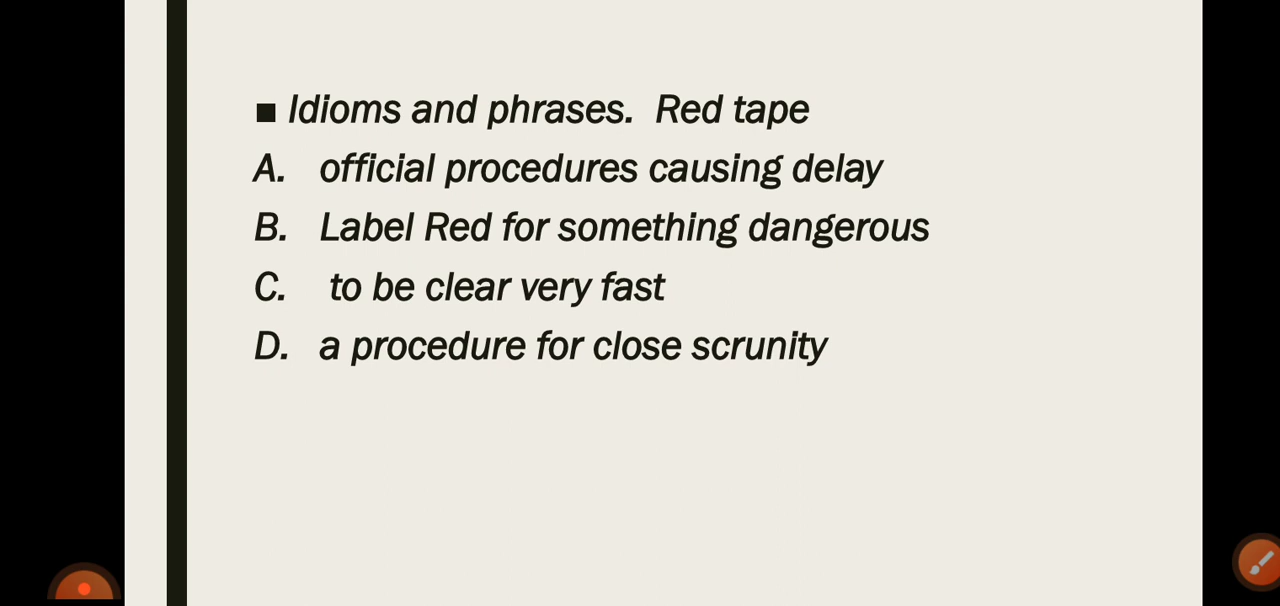 ■ Idioms and phrases. Red tape
A. official procedures causing delay
B. Label Red for something dangerous
C. to be clear very fast
D. a procedure for close scrunity